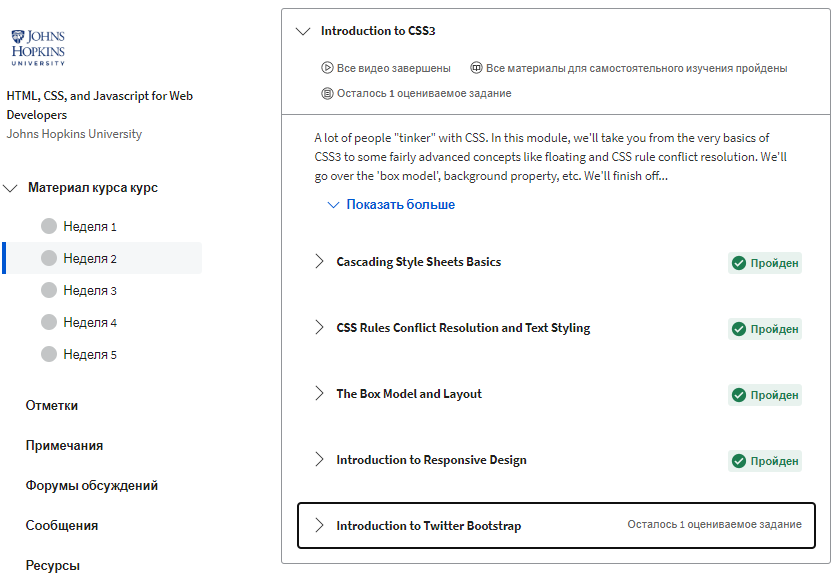 JOHNS
HOPKINS
UNIVERSITY
HTML, CSS, and Javascript for Web
Developers
Johns Hopkins University
Материал курса курс
Неделя 1
Неделя 2
Неделя 3
Неделя 4
Неделя 5
Отметки
Примечания
Форумы обсуждений
Сообщения
Ресурсы
Introduction to CSS3
Все видео завершены
Все материалы для самостоятельного изучения пройдены
Осталось 1 оцениваемое задание
A lot of people "tinker" with CSS. In this module, we'll take you from the very basics of
CSS3 to some fairly advanced concepts like floating and CSS rule conflict resolution. We'll
go over the 'box model', background property, etc. We'll finish off...
Показать больше
Cascading Style Sheets Basics
Пройден
CSS Rules Conflict Resolution and Text Styling
Пройден
The Box Model and Layout
Пройден
Introduction to Responsive Design
Пройден
Introduction to Twitter Bootstrap
Осталось 1 оцениваемое задание